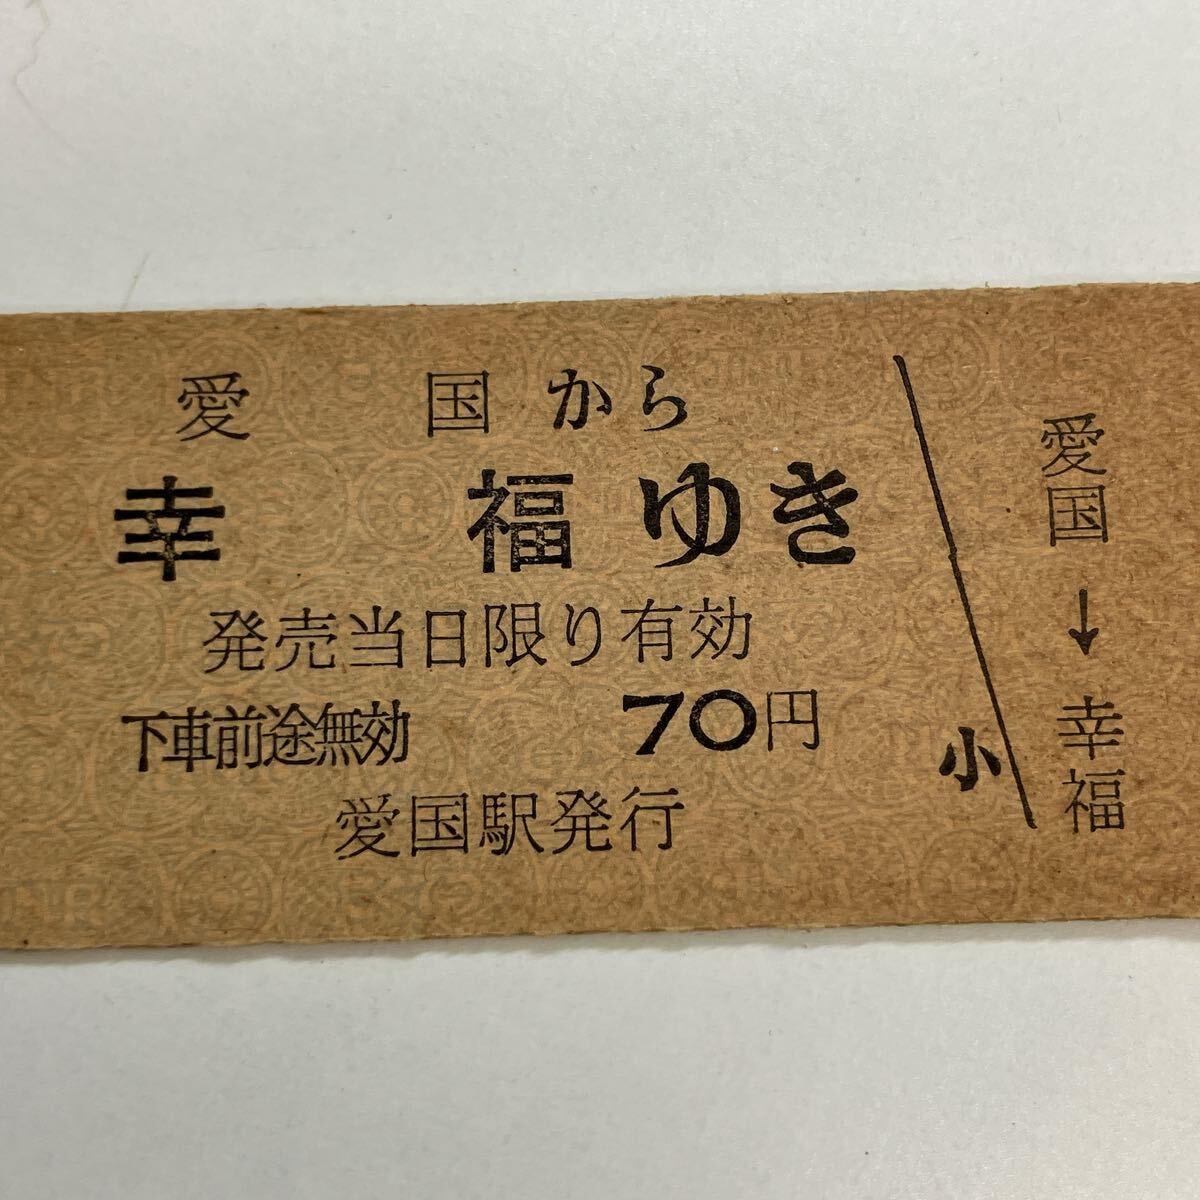 愛国から
幸福ゆき
発売当日限り有効
下車前途無効 70円
愛国駅発行
小
愛国→幸福